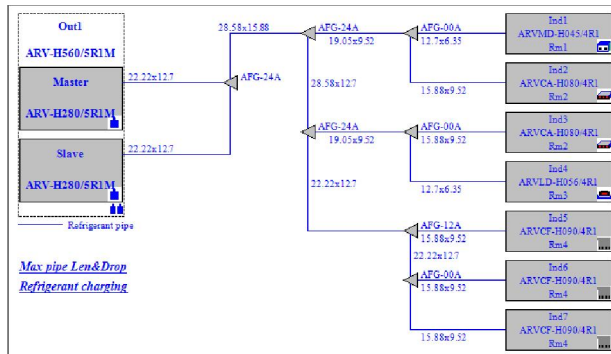 Out1
ARV-H560/5R1M
Master
ARV-H280/5R1M
Slave
ARV-H280/5R1M
Refrigerant pipe
Max pipe Len&Drop
Refrigerant charging
22.22x12.7
22.22x12.7
AFG-24A
28.58x15.88
AFG-24A
19.05x9.52
AFG-00A
12.7x6.35
15.88x9.52
28.58x12.7
AFG-24A
19.05x9.52
AFG-00A
15.88x9.52
12.7x6.35
22.22x12.7
AFG-12A
15.88x9.52
22.22x12.7
AFG-00A
15.88x9.52
15.88x9.52
Ind1
ARVMD-H045/4R1
Rm1
Ind2
ARVCA-H080/4R1
Rm2
Ind3
ARVCA-H080/4R1
Rm2
Ind4
ARVLD-H056/4R1
Rm3
Ind5
ARVCF-H090/4R1
Rm4
Ind6
ARVCF-H090/4R1
Rm4
Ind7
ARVCF-H090/4R1
Rm4